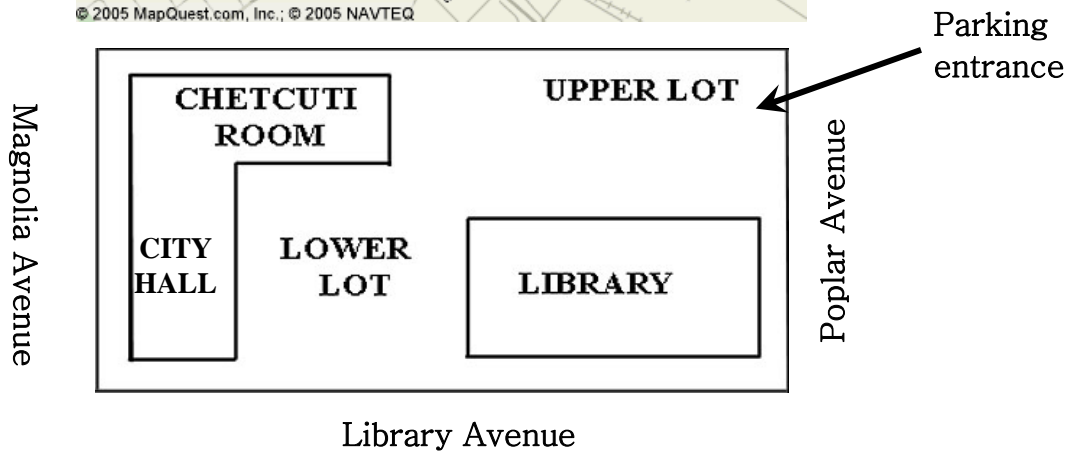 © 2005 MapQuest.com, Inc.; © 2005 NAVTEQ
Parking
entrance
CHETCUTI
ROOM
UPPER LOT
Magnolia Avenue
Poplar Avenue
CITY
HALL
LOWER
LOT
LIBRARY
Library Avenue